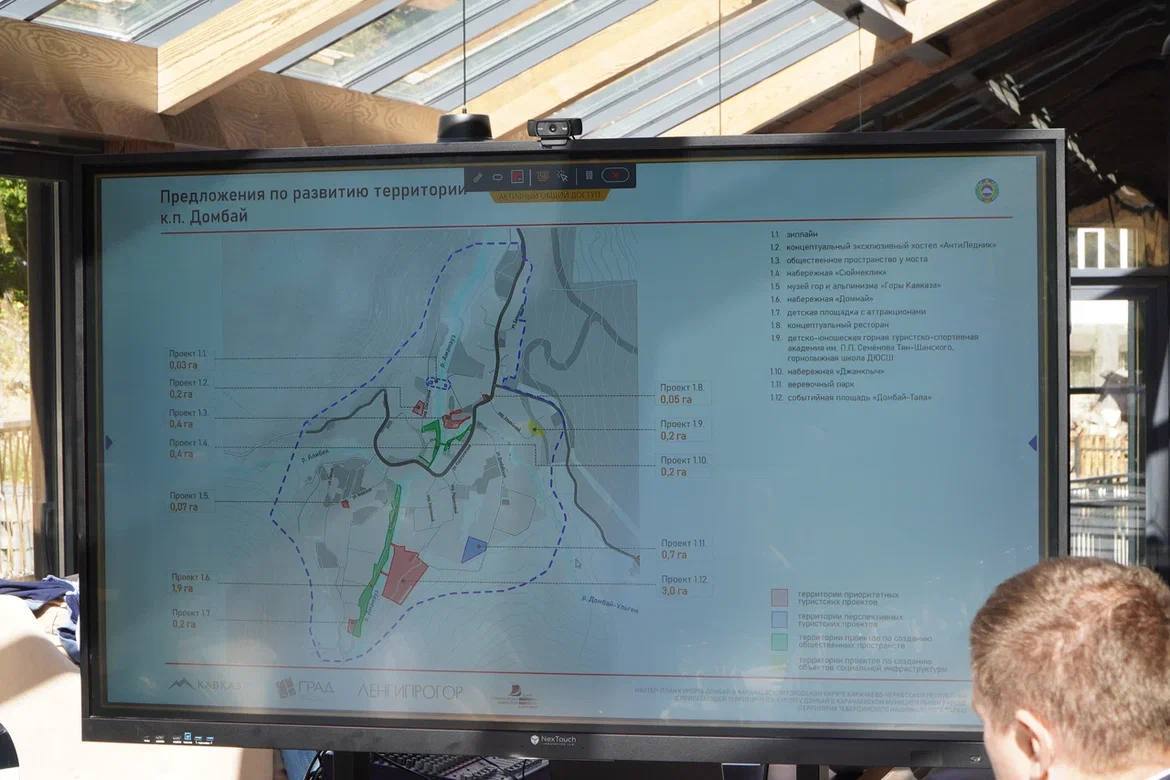 Предложения по развитию территории
к.п. Домбай
АКТИВНЫЙ ОБЩИЙ ДОСТУП
1.1. зиплайн
1.2. концептуальный эксклюзивный хостел «АнтиЛедник»
1.3. общественное пространство у моста
1.4. набережная «Сюймеклик»
1.5 музей гор и альпинизма «Горы Кавказа»
1.6. набережная «Доммай»
1.7. детская площадка с аттракционами
1.8. концептуальный ресторан
1.9. детско-юношеская горная туристско-спортивная
академия им. П.П. Семёнова Тян-Шанского,
горнолыжная школа ДЮСШ
1.10. набережная «Джанклыч»
1.11. веревочный парк
1.12. событийная площадь «Домбай-Тала»
Проект 1.1.
0,03 га
Проект 1.2.
0,2 га
Проект 1.3.
0,4 га
Проект 1.4.
0,4 га
Проект 1.5.
0,07 га
Проект 1.6.
1,9 га
Проект 1.7.
0,2 га
Проект 1.8.
0,05 га
Проект 1.9.
0,2 га
Проект 1.10.
0,2 га
Проект 1.11.
0,7 га
Проект 1.12.
3,0 га
р. Аманауз
р. Алибек
р. Домбай-Ульген
территории приоритетных
туристских проектов
территории перспективных
туристских проектов
территории проектов по созданию
общественных пространств
территории проектов по созданию
объектов социальной инфраструктуры
КАВКАЗ
ГРАД
ЛЕНГИПРОГОР
NexTouch